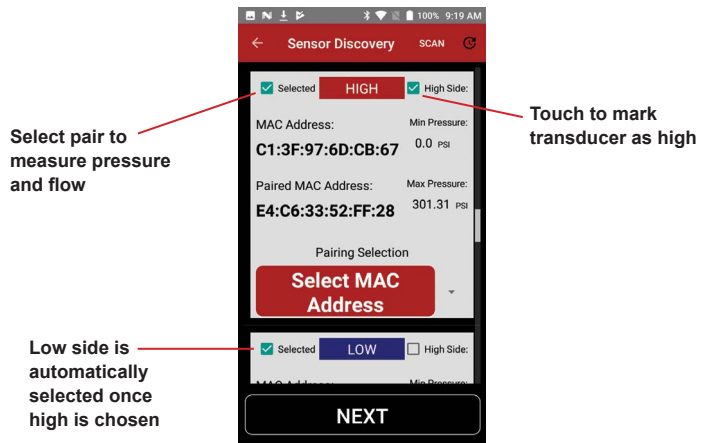 100% 9:19 AM
Sensor Discovery SCAN
Selected HIGH High Side:
MAC Address: Min Pressure:
C1:3F:97:6D:CB:67 0.0 PSI
Paired MAC Address: Max Pressure:
E4:C6:33:52:FF:28 301.31 PSI
Pairing Selection
Select MAC
Address
Selected LOW High Side:
MAC Address: Min Pressure:
NEXT
Select pair to
measure pressure
and flow
Touch to mark
transducer as high
Low side is
automatically
selected once
high is chosen